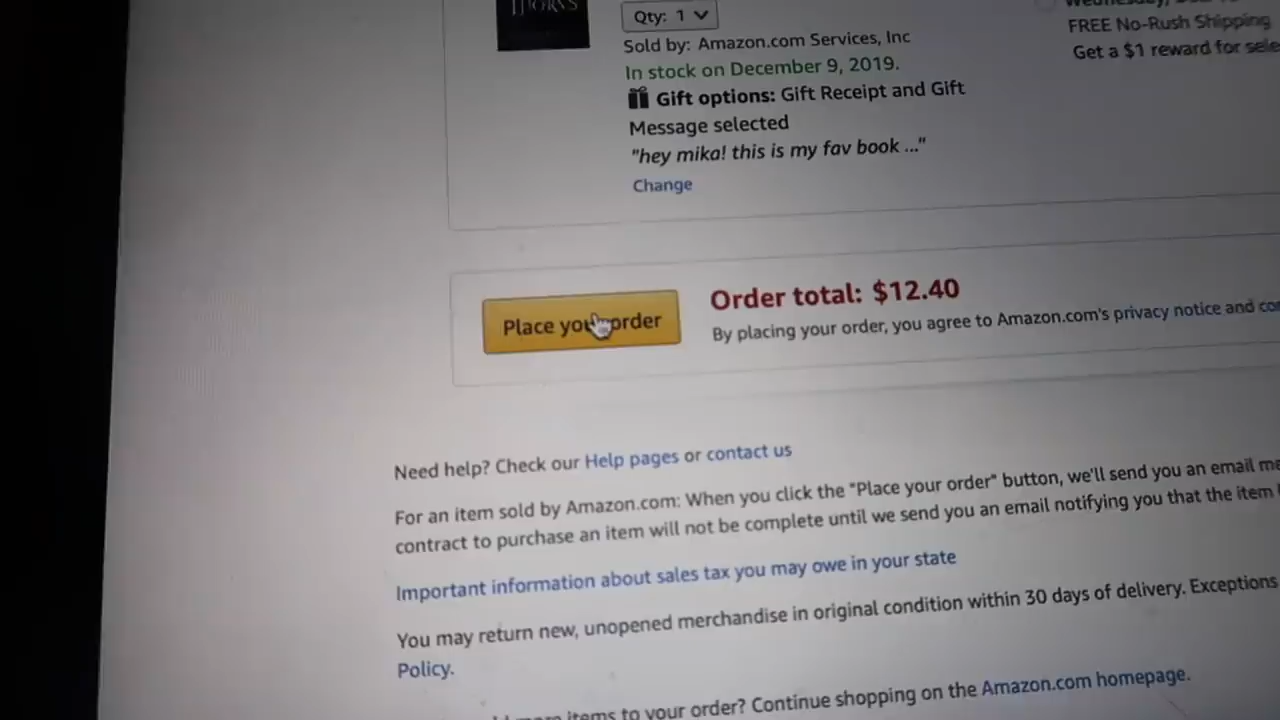 Qty: 1
FREE No-Rush Shipping
Sold by: Amazon.com Services, Inc
Get a $1 reward for sele
In stock on December 9, 2019.
Gift options: Gift Receipt and Gift
Message selected
"hey mika! this is my fav book ..."
Change
Order total: $12.40
Place your order
By placing your order, you agree to Amazon.com's privacy notice and co
Need help? Check our Help pages or contact us
For an item sold by Amazon.com: When you click the "Place your order" button, we'll send you an email me
contract to purchase an item will not be complete until we send you an email notifying you that the item
Important information about sales tax you may owe in your state
You may return new, unopened merchandise in original condition within 30 days of delivery. Exceptions
Policy.
items to your order? Continue shopping on the Amazon.com homepage.